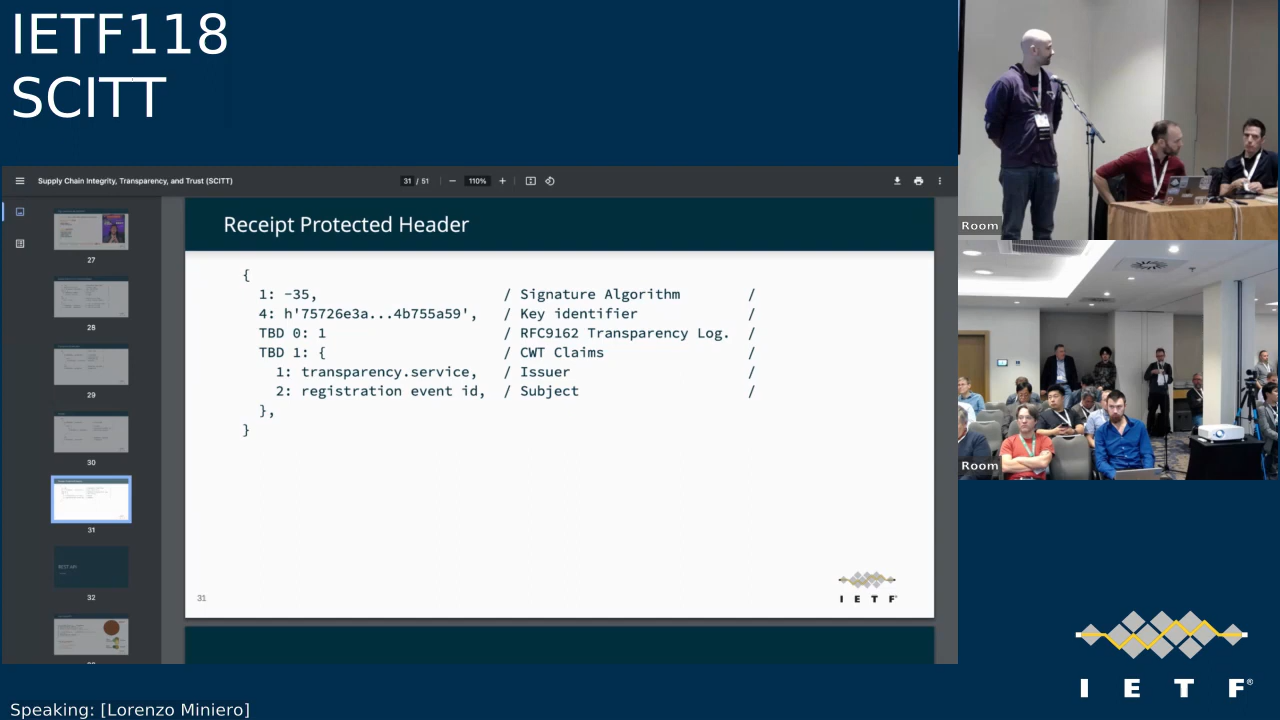 IETF118
SCITT
Supply Chain Integrity, Transparency, and Trust (SCITT)
31 / 51
110%
27
28
29
30
31
REST API
32
Receipt Protected Header
{
1: -35, / Signature Algorithm /
4: h'75726e3a...4b755a59', / Key identifier /
TBD 0: 1 / RFC9162 Transparency Log. /
TBD 1: { / CWT Claims /
1: transparency.service, / Issuer /
2: registration event id, / Subject /
},
}
31
I E T F
Room
Room
I E T F®
Speaking: [Lorenzo Miniero]